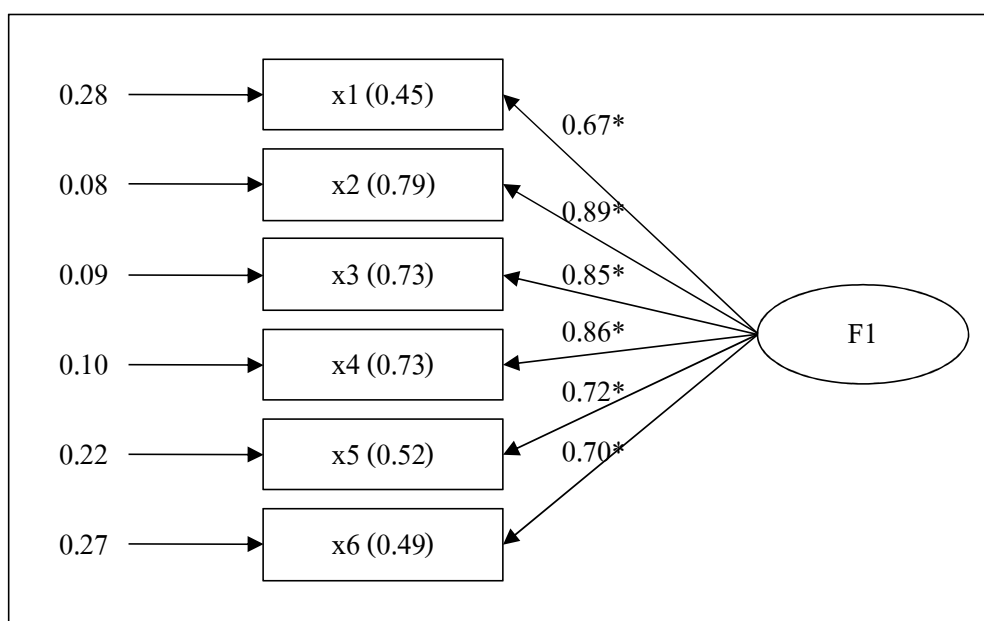 0.28 x1 (0.45) 0.67*
0.08 x2 (0.79) 0.89*
0.09 x3 (0.73) 0.85*
0.10 x4 (0.73) 0.86*
0.22 x5 (0.52) 0.72*
0.27 x6 (0.49) 0.70*
F1